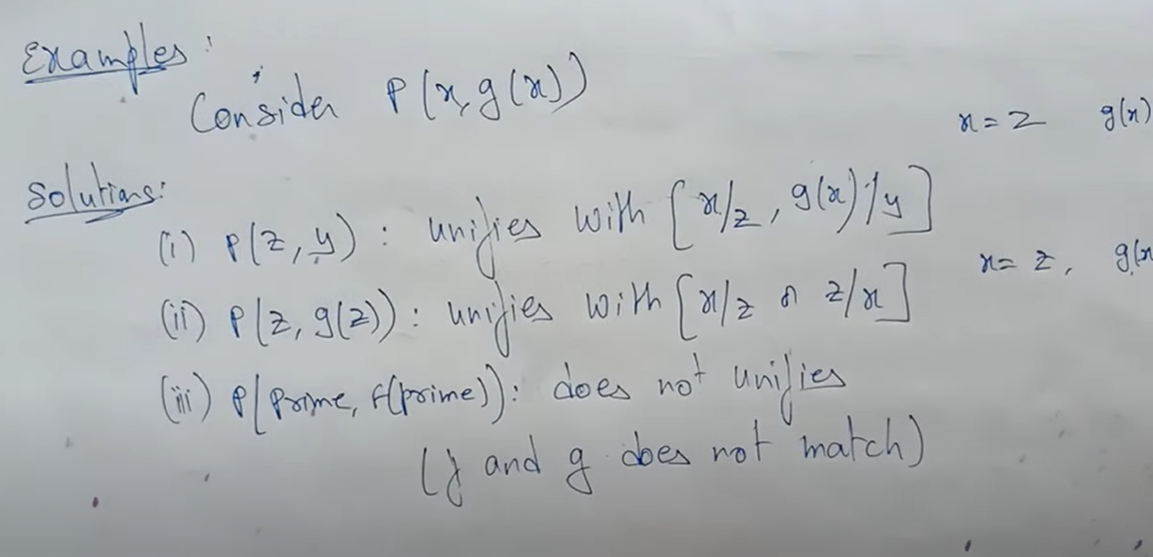 Examples:
Consider P(x, g(x))
x = z g(x)
Solutions:
(i) P(z, y) : unifies with [x/z, g(x)/y]
x = z, g(x
(ii) P(z, g(z)) : unifies with [x/z or z/x]
(iii) P(prime, f(prime)) : does not unifies
(f and g does not match)